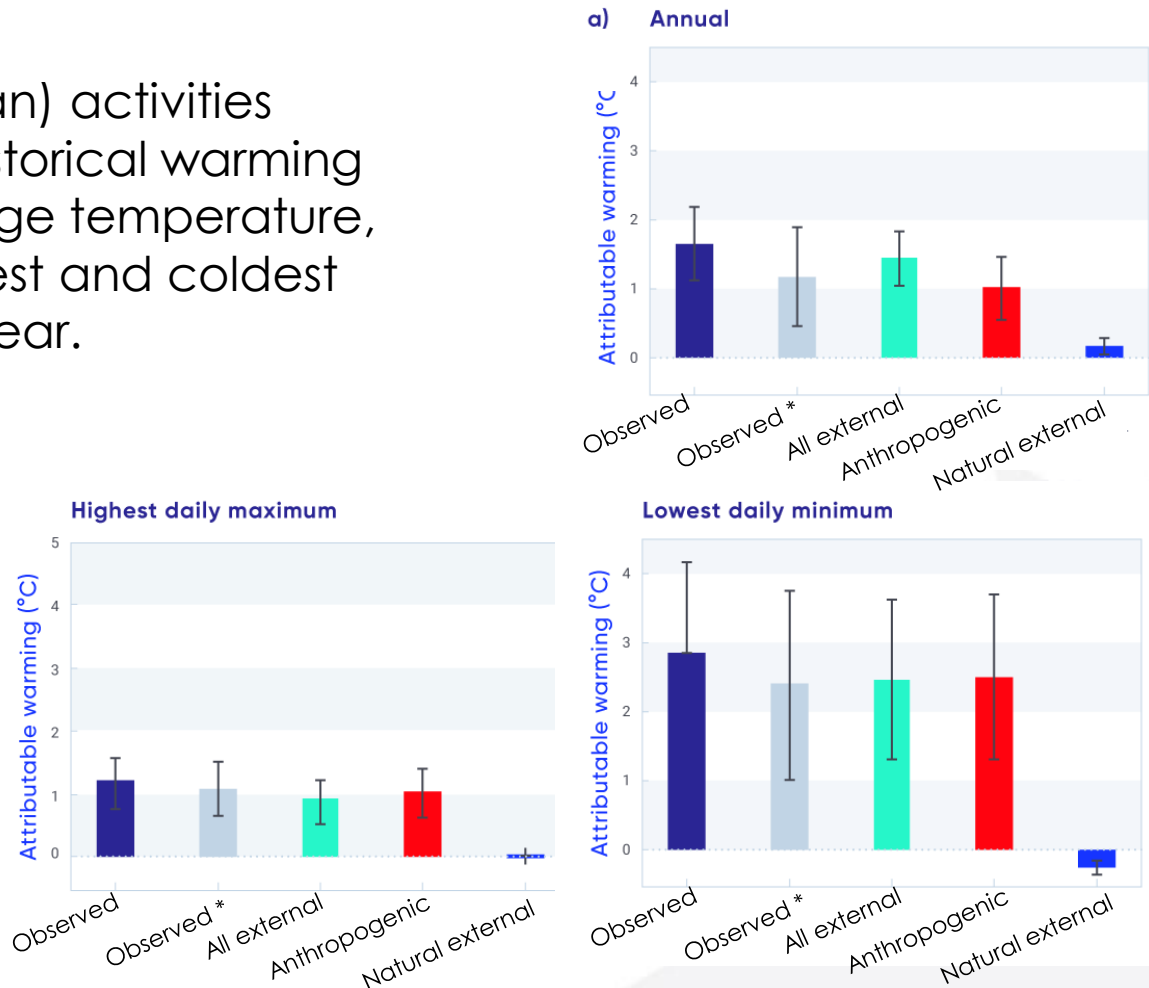 an) activities
storical warming
ge temperature,
est and coldest
ear.
a) Annual
Attributable warming (°C
4
3
2
1
0
Observed
Observed *
All external
Anthropogenic
Natural external
Highest daily maximum
Attributable warming (°C)
5
4
3
2
1
0
Observed
Observed *
All external
Anthropogenic
Natural external
Lowest daily minimum
Attributable warming (°C)
4
3
2
1
0
Observed
Observed *
All external
Anthropogenic
Natural external